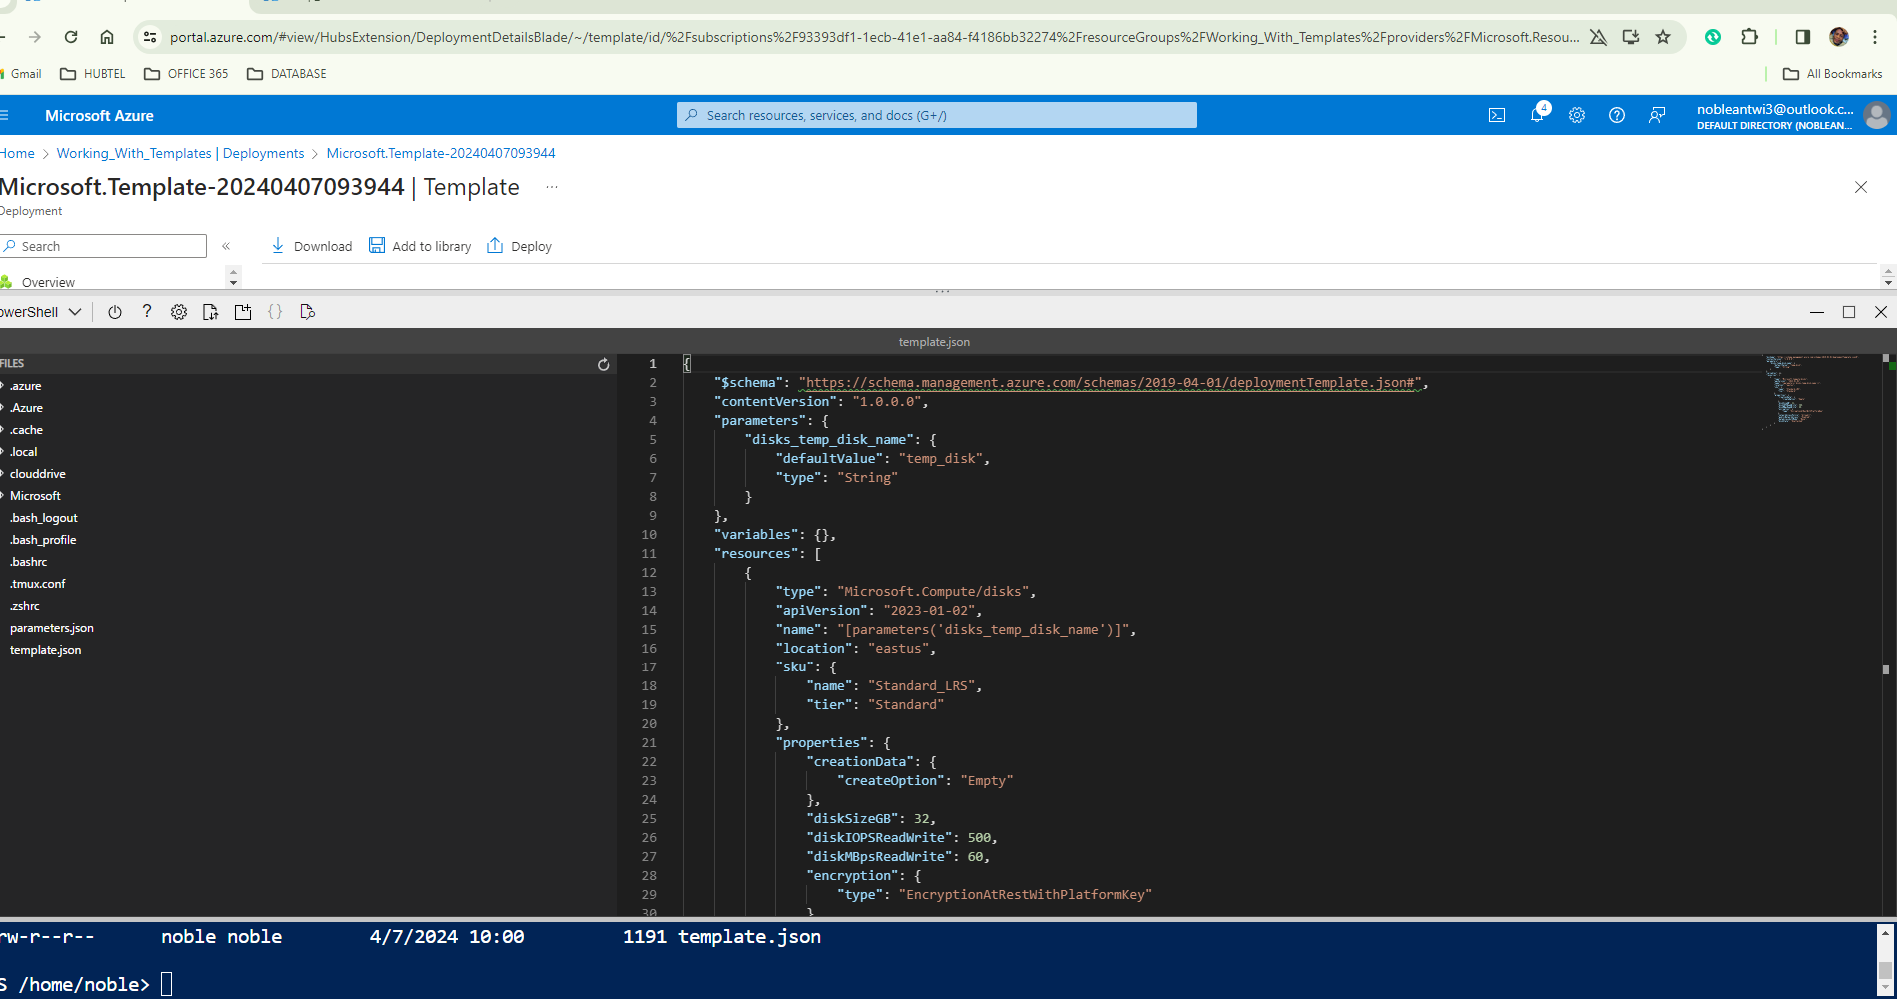 portal.azure.com/#view/HubsExtension/DeploymentDetailsBlade/~/template/id/%2Fsubscriptions%2F93393df1-1ecb-41e1-aa84-f4186bb32274%2FresourceGroups%2FWorking_With_Templates%2Fproviders%2FMicrosoft.Resou...
Gmail HUBTEL OFFICE 365 DATABASE All Bookmarks
Microsoft Azure Search resources, services, and docs (G+/) 4 nobleantwi3@outlook.c...
DEFAULT DIRECTORY (NOBLEAN...
Home > Working_With_Templates | Deployments > Microsoft.Template-20240407093944
Microsoft.Template-20240407093944 | Template ...
Deployment
Search « Download Add to library Deploy
Overview
owerShell ? {}
template.json
FILES
.azure
.Azure
.cache
.local
clouddrive
Microsoft
.bash_logout
.bash_profile
.bashrc
.tmux.conf
.zshrc
parameters.json
template.json
1 {
2 "$schema": "https://schema.management.azure.com/schemas/2019-04-01/deploymentTemplate.json#",
3 "contentVersion": "1.0.0.0",
4 "parameters": {
5 "disks_temp_disk_name": {
6 "defaultValue": "temp_disk",
7 "type": "String"
8 }
9 },
10 "variables": {},
11 "resources": [
12 {
13 "type": "Microsoft.Compute/disks",
14 "apiVersion": "2023-01-02",
15 "name": "[parameters('disks_temp_disk_name')]",
16 "location": "eastus",
17 "sku": {
18 "name": "Standard_LRS",
19 "tier": "Standard"
20 },
21 "properties": {
22 "creationData": {
23 "createOption": "Empty"
24 },
25 "diskSizeGB": 32,
26 "diskIOPSReadWrite": 500,
27 "diskMBpsReadWrite": 60,
28 "encryption": {
29 "type": "EncryptionAtRestWithPlatformKey"
30 }
rw-r--r-- noble noble 4/7/2024 10:00 1191 template.json
S /home/noble>